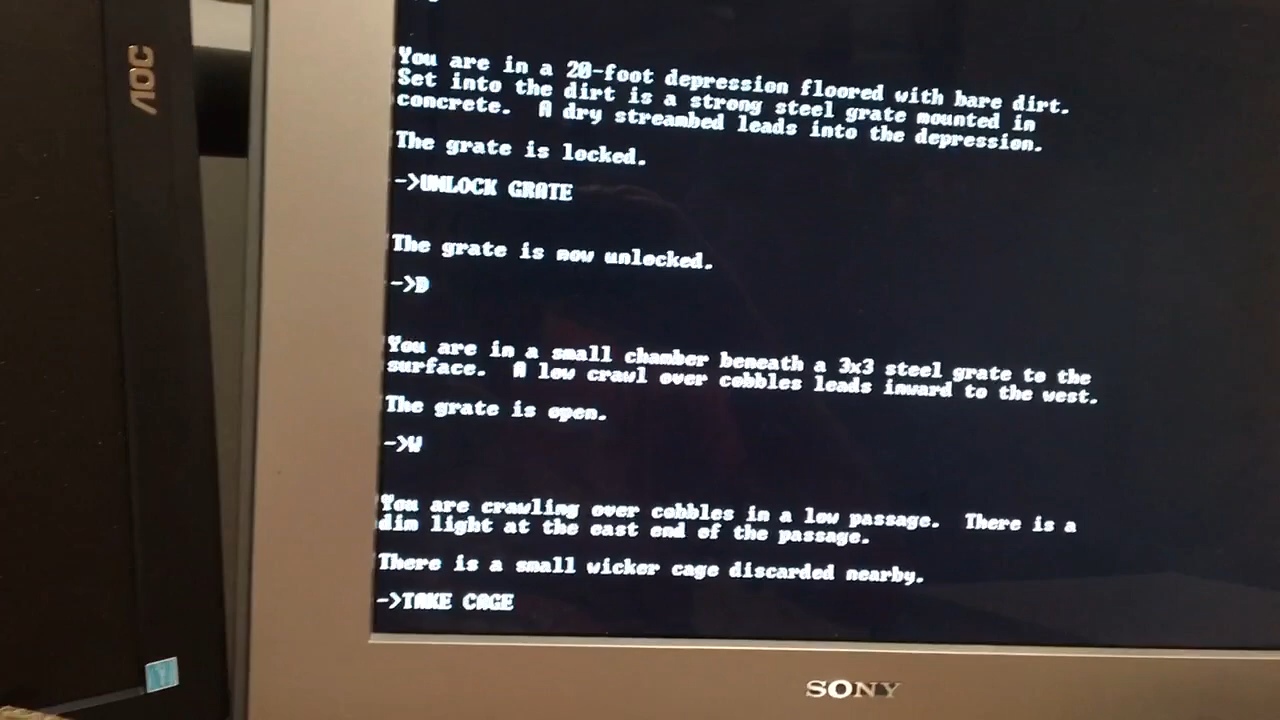 AOC
You are in a 20-foot depression floored with bare dirt.
Set into the dirt is a strong steel grate mounted in
concrete. A dry streambed leads into the depression.
The grate is locked.
->UNLOCK GRATE
The grate is now unlocked.
->D
You are in a small chamber beneath a 3x3 steel grate to the
surface. A low crawl over cobbles leads inward to the west.
The grate is open.
->W
You are crawling over cobbles in a low passage. There is a
dim light at the east end of the passage.
There is a small wicker cage discarded nearby.
->TAKE CAGE
SONY